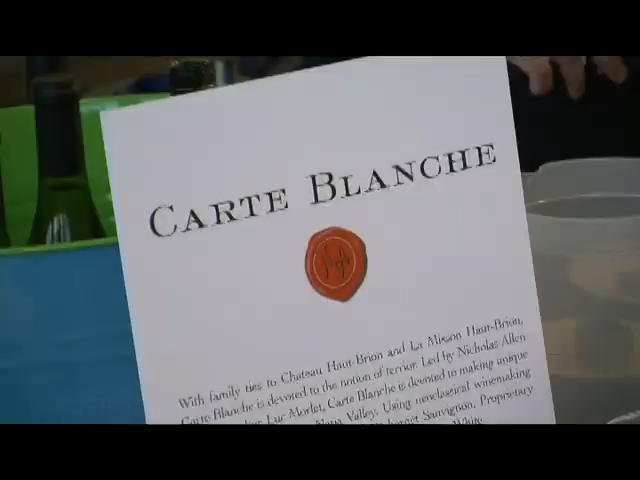 CARTE BLANCHE
With family ties to Chateau Haut-Brion and La Mission Haut-Brion,
Carte Blanche is devoted to the notion of terroir. Led by Nicholas Allen
Luc Morlet, Carte Blanche is devoted to making unique
Napa Valley. Using neoclassical winemaking
Cabernet Sauvignon, Proprietary
White